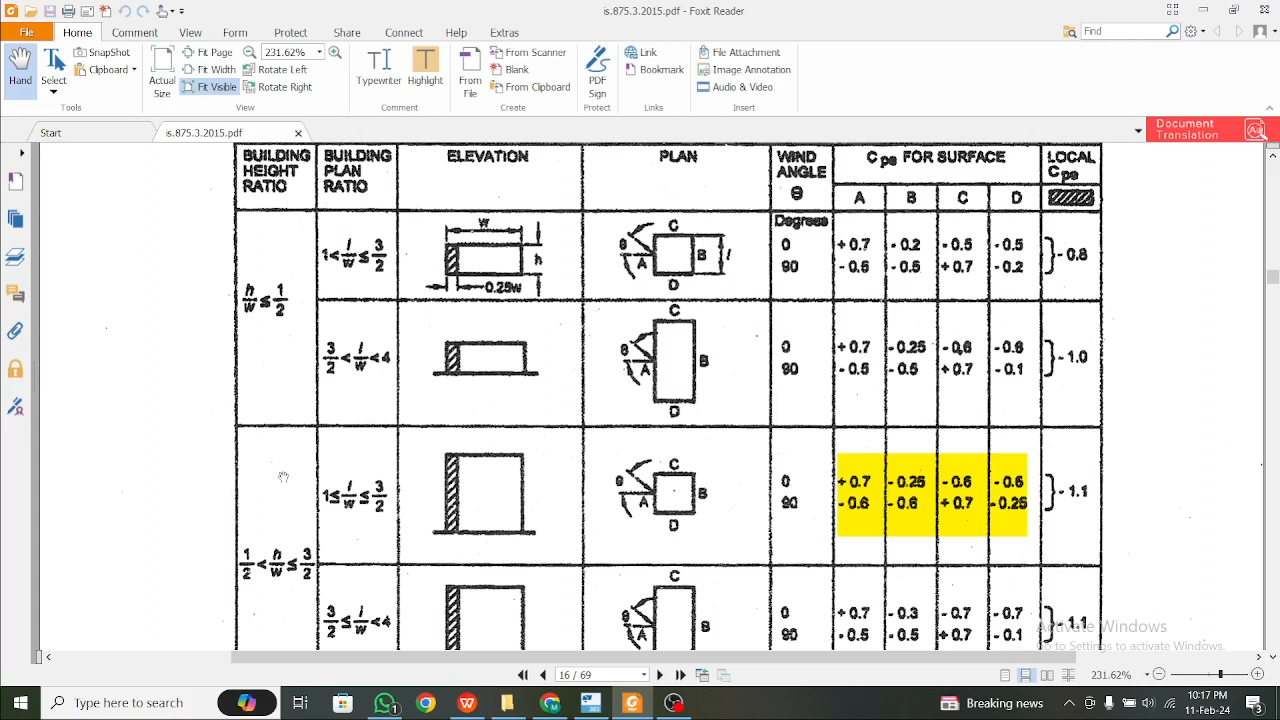 is.875.3.2015.pdf - Foxit Reader
File Home Comment View Form Protect Share Connect Help Extras
Find
Hand
Select
SnapShot
Clipboard
Tools
Actual Size
Fit Page
Fit Width
Fit Visible
231.62%
Rotate Left
Rotate Right
View
Typewriter
Highlight
Comment
From File
From Scanner
Blank
From Clipboard
Create
PDF Sign
Protect
Link
Bookmark
Links
File Attachment
Image Annotation
Audio & Video
Insert
Start
is.875.3.2015.pdf
Document Translation
BUILDING HEIGHT RATIO
BUILDING PLAN RATIO
ELEVATION
PLAN
WIND ANGLE θ
C pe FOR SURFACE
LOCAL C pe
A B C D
Degrees
h/w ≤ 1/2
1 < l/w ≤ 3/2
w
h
0.25w
C
θ A B l
D
0 + 0.7 - 0.2 - 0.5 - 0.5
90 - 0.5 - 0.5 + 0.7 - 0.2
} - 0.8
3/2 < l/w < 4
C
θ A B
D
0 + 0.7 - 0.25 - 0.6 - 0.6
90 - 0.5 - 0.5 + 0.7 - 0.1
} - 1.0
1/2 < h/w ≤ 3/2
1 ≤ l/w ≤ 3/2
C
θ A B
D
0 + 0.7 - 0.25 - 0.6 - 0.6
90 - 0.6 - 0.6 + 0.7 - 0.25
} - 1.1
3/2 ≤ l/w < 4
C
θ A B
0 + 0.7 - 0.3 - 0.7 - 0.7
90 - 0.5 - 0.5 + 0.7 - 0.1
} - 1.1
Activate Windows
Go to Settings to activate Windows.
16 / 69
231.62%
Type here to search
1
Breaking news
ENG
10:17 PM
11-Feb-24